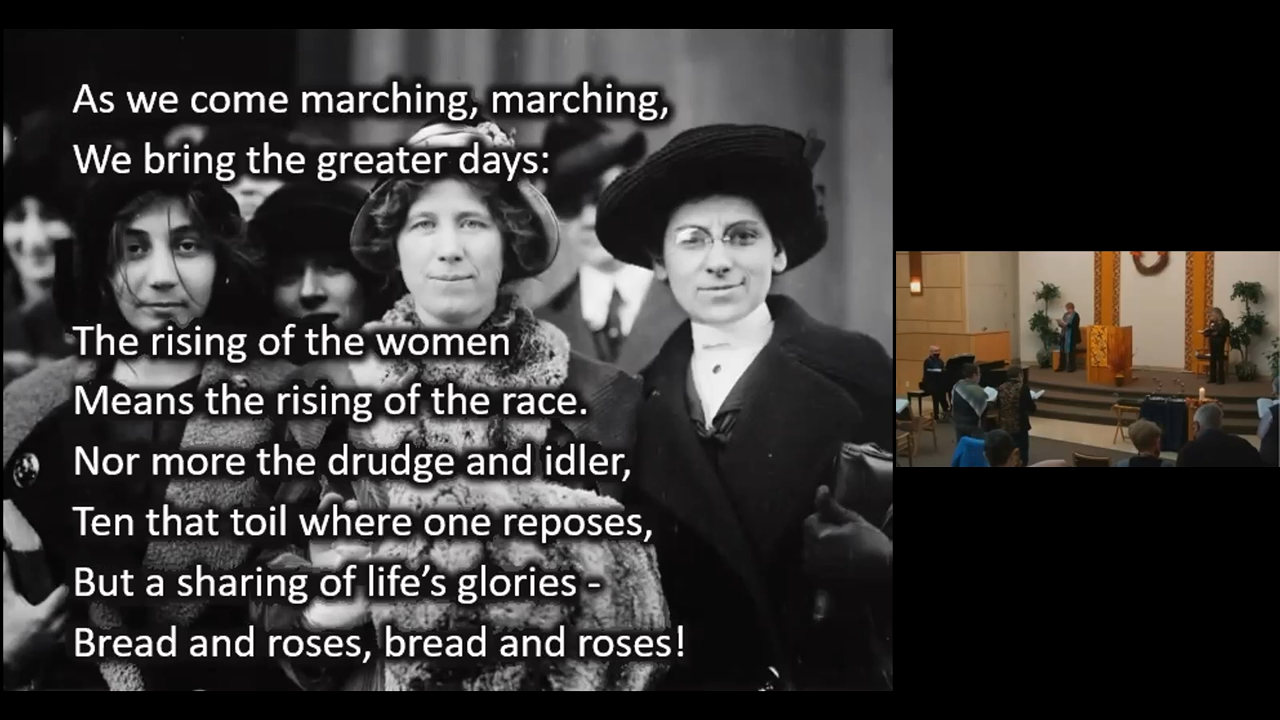 As we come marching, marching,
We bring the greater days:
The rising of the women
Means the rising of the race.
Nor more the drudge and idler,
Ten that toil where one reposes,
But a sharing of life’s glories -
Bread and roses, bread and roses!